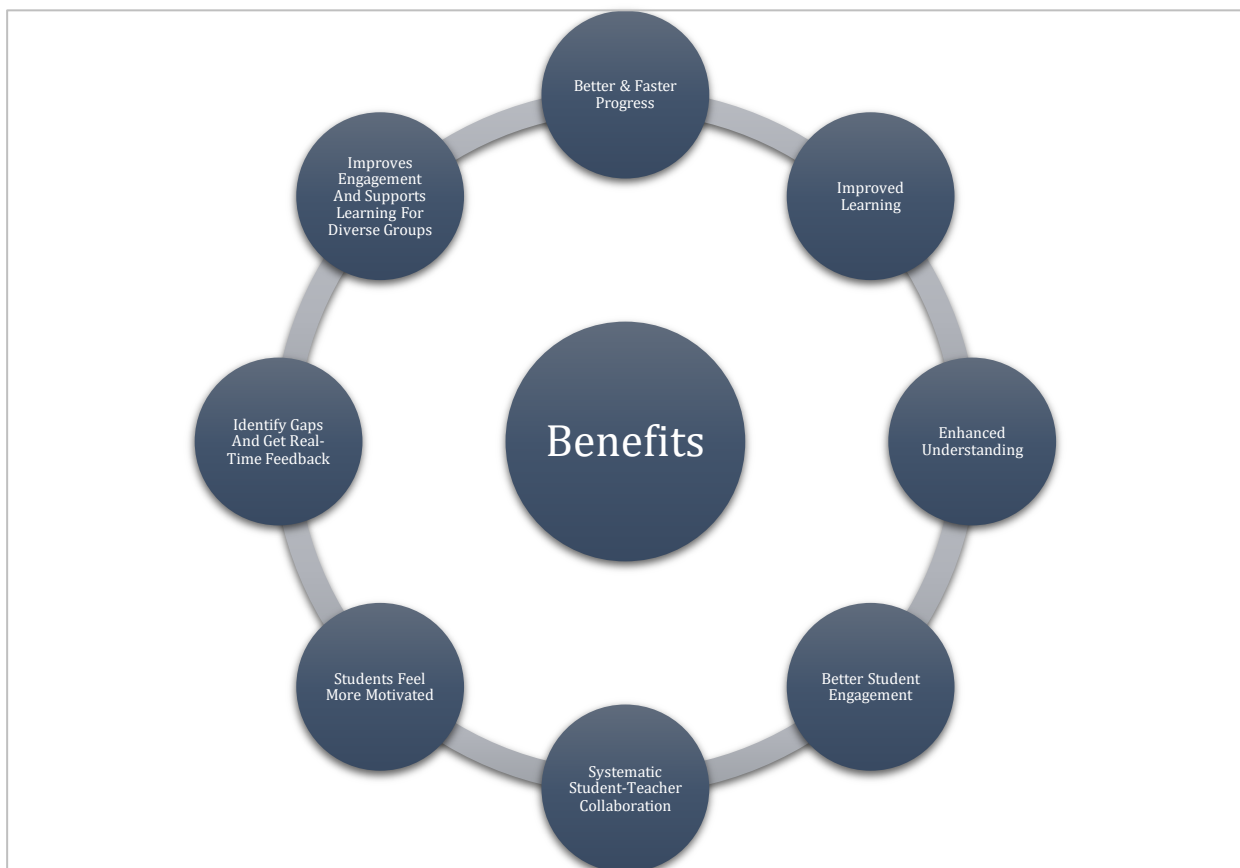 Better & Faster
Progress
Improved
Learning
Enhanced
Understanding
Better Student
Engagement
Systematic
Student-Teacher
Collaboration
Students Feel
More Motivated
Identify Gaps
And Get Real-
Time Feedback
Improves
Engagement
And Supports
Learning For
Diverse Groups
Benefits